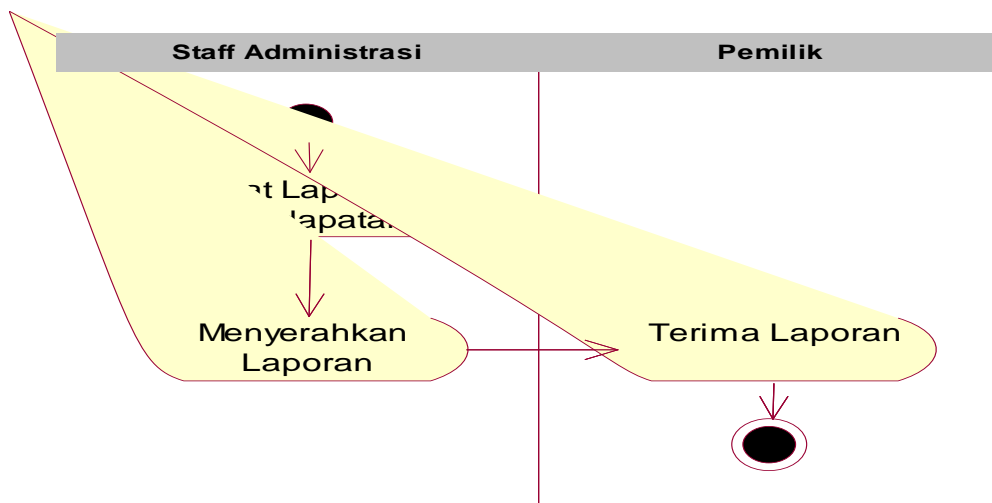 Staff Administrasi
Pemilik
Menyerahkan
Laporan
Terima Laporan